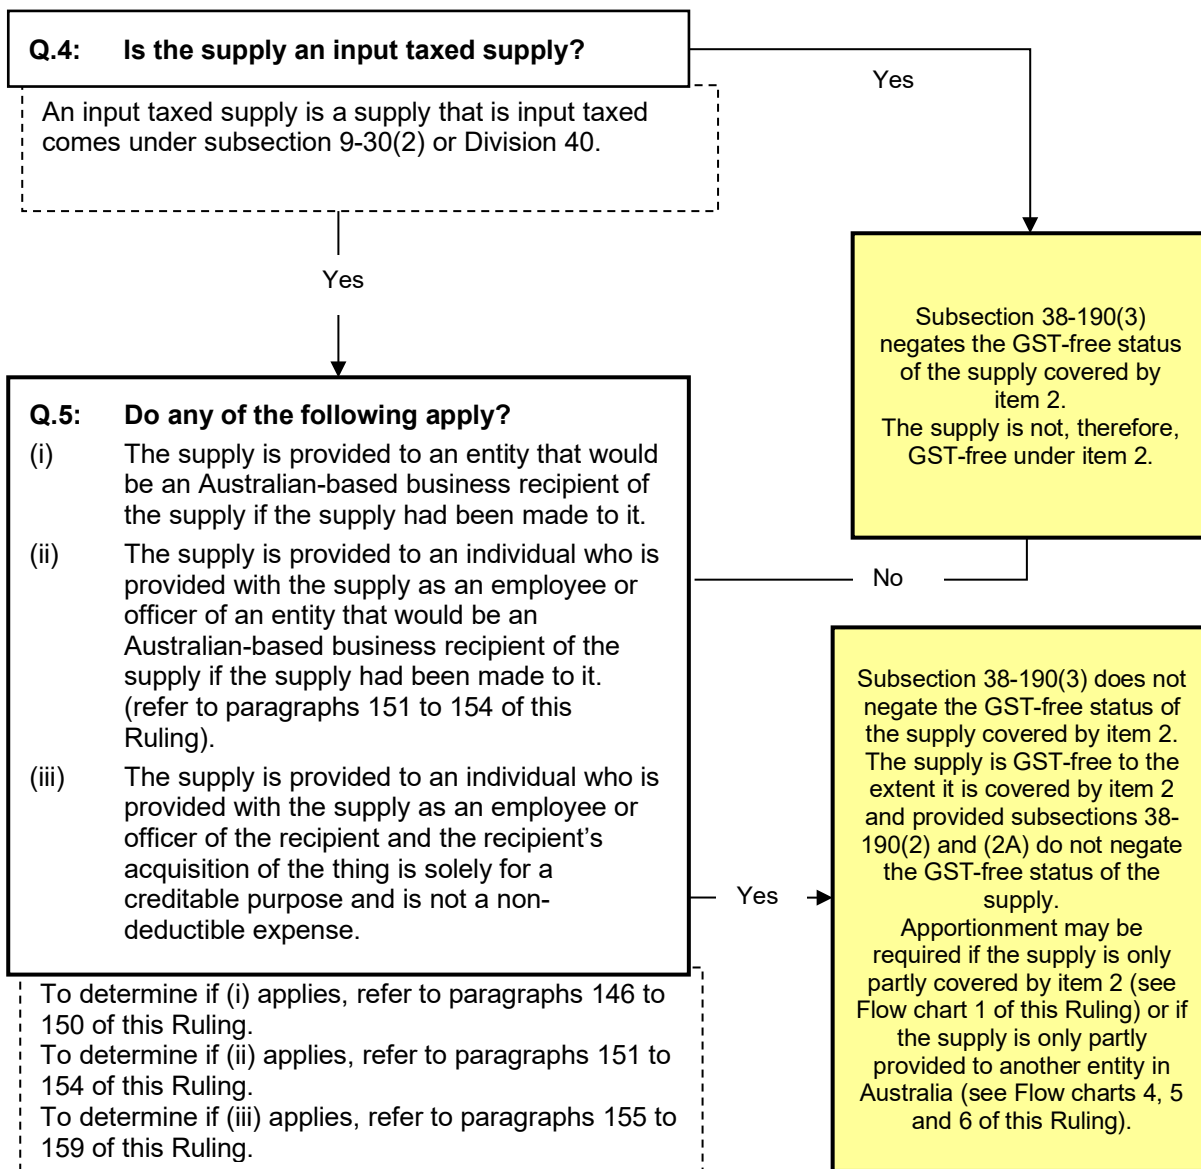 Q.4: Is the supply an input taxed supply?
Yes
An input taxed supply is a supply that is input taxed
comes under subsection 9-30(2) or Division 40.
Yes
Subsection 38-190(3)
negates the GST-free status
of the supply covered by
item 2.
The supply is not, therefore,
GST-free under item 2.
Q.5: Do any of the following apply?
(i) The supply is provided to an entity that would
be an Australian-based business recipient of
the supply if the supply had been made to it.
(ii) The supply is provided to an individual who is
provided with the supply as an employee or
officer of an entity that would be an
Australian-based business recipient of the
supply if the supply had been made to it.
(refer to paragraphs 151 to 154 of this
Ruling).
(iii) The supply is provided to an individual who is
provided with the supply as an employee or
officer of the recipient and the recipient's
acquisition of the thing is solely for a
creditable purpose and is not a non-
deductible expense.
No
Yes
Subsection 38-190(3) does not
negate the GST-free status of
the supply covered by item 2.
The supply is GST-free to the
extent it is covered by item 2
and provided subsections 38-
190(2) and (2A) do not negate
the GST-free status of the
supply.
Apportionment may be
required if the supply is only
partly covered by item 2 (see
Flow chart 1 of this Ruling) or if
the supply is only partly
provided to another entity in
Australia (see Flow charts 4, 5
and 6 of this Ruling).
To determine if (i) applies, refer to paragraphs 146 to
150 of this Ruling.
To determine if (ii) applies, refer to paragraphs 151 to
154 of this Ruling.
To determine if (iii) applies, refer to paragraphs 155 to
159 of this Ruling.